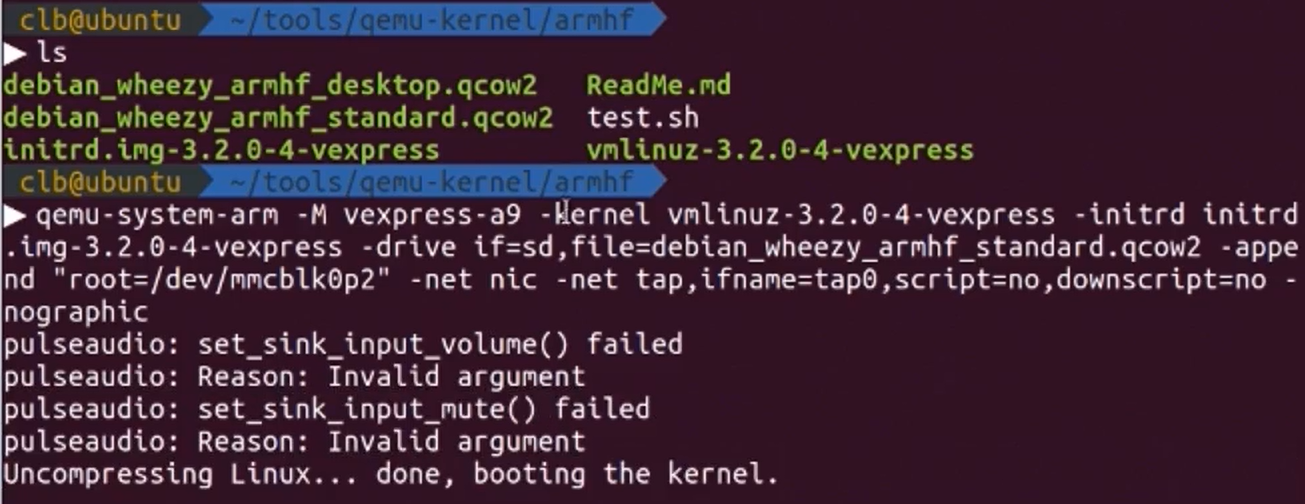 clb@ubuntu ~/tools/qemu-kernel/armhf
▶ ls
debian_wheezy_armhf_desktop.qcow2 ReadMe.md
debian_wheezy_armhf_standard.qcow2 test.sh
initrd.img-3.2.0-4-vexpress vmlinuz-3.2.0-4-vexpress
clb@ubuntu ~/tools/qemu-kernel/armhf
▶ qemu-system-arm -M vexpress-a9 -kernel vmlinuz-3.2.0-4-vexpress -initrd initrd
.img-3.2.0-4-vexpress -drive if=sd,file=debian_wheezy_armhf_standard.qcow2 -appe
nd "root=/dev/mmcblk0p2" -net nic -net tap,ifname=tap0,script=no,downscript=no -
nographic
pulseaudio: set_sink_input_volume() failed
pulseaudio: Reason: Invalid argument
pulseaudio: set_sink_input_mute() failed
pulseaudio: Reason: Invalid argument
Uncompressing Linux... done, booting the kernel.